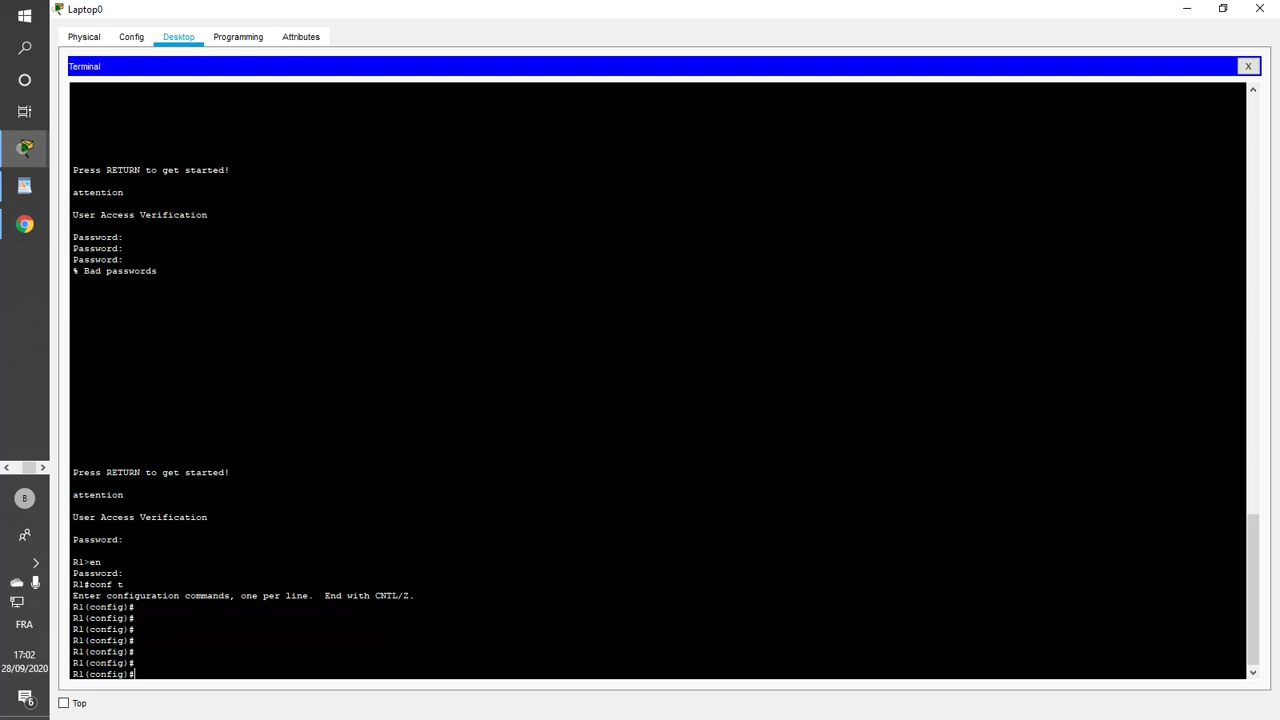 Laptop0
Physical Config Desktop Programming Attributes
Terminal
X
Press RETURN to get started!
attention
User Access Verification
Password:
Password:
Password:
% Bad passwords
Press RETURN to get started!
attention
User Access Verification
Password:
R1>en
Password:
R1#conf t
Enter configuration commands, one per line.  End with CNTL/Z.
R1(config)#
R1(config)#
R1(config)#
R1(config)#
R1(config)#
R1(config)#
R1(config)#
Top
B
FRA
17:02
28/09/2020
6